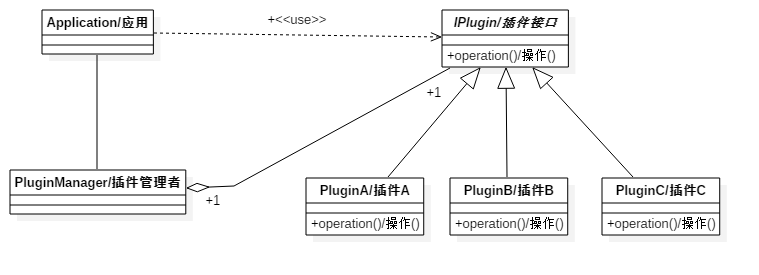 Application/应用
+<<use>>
IPlugin/插件接口
+operation()/操作()
+1
PluginManager/插件管理者
+1
PluginA/插件A
+operation()/操作()
PluginB/插件B
+operation()/操作()
PluginC/插件C
+operation()/操作()